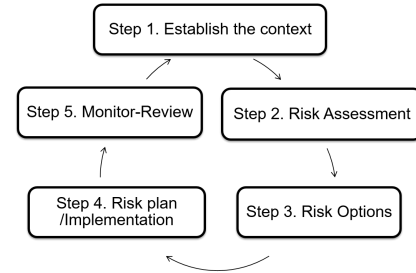 Step 1. Establish the context
Step 5. Monitor-Review
Step 2. Risk Assessment
Step 4. Risk plan
/Implementation
Step 3. Risk Options